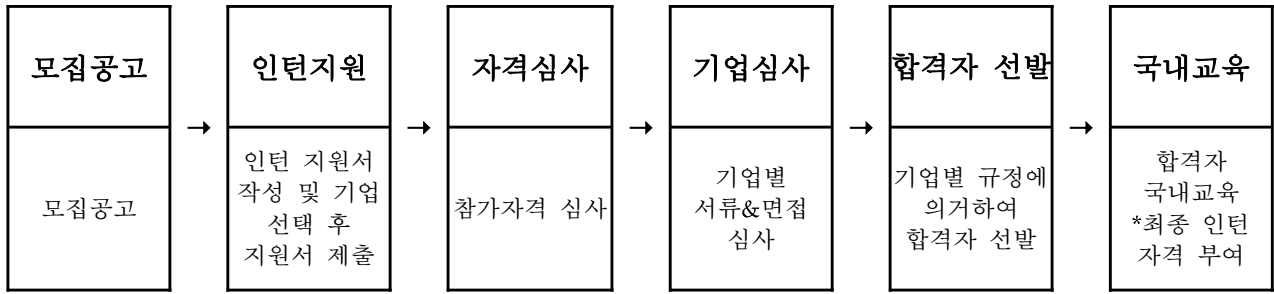 모집공고
모집공고
→
인턴지원
인턴 지원서
작성 및 기업
선택 후
지원서 제출
→
자격심사
참가자격 심사
→
기업심사
기업별
서류&면접
심사
→
합격자 선발
기업별 규정에
의거하여
합격자 선발
→
국내교육
합격자
국내교육
*최종 인턴
자격 부여